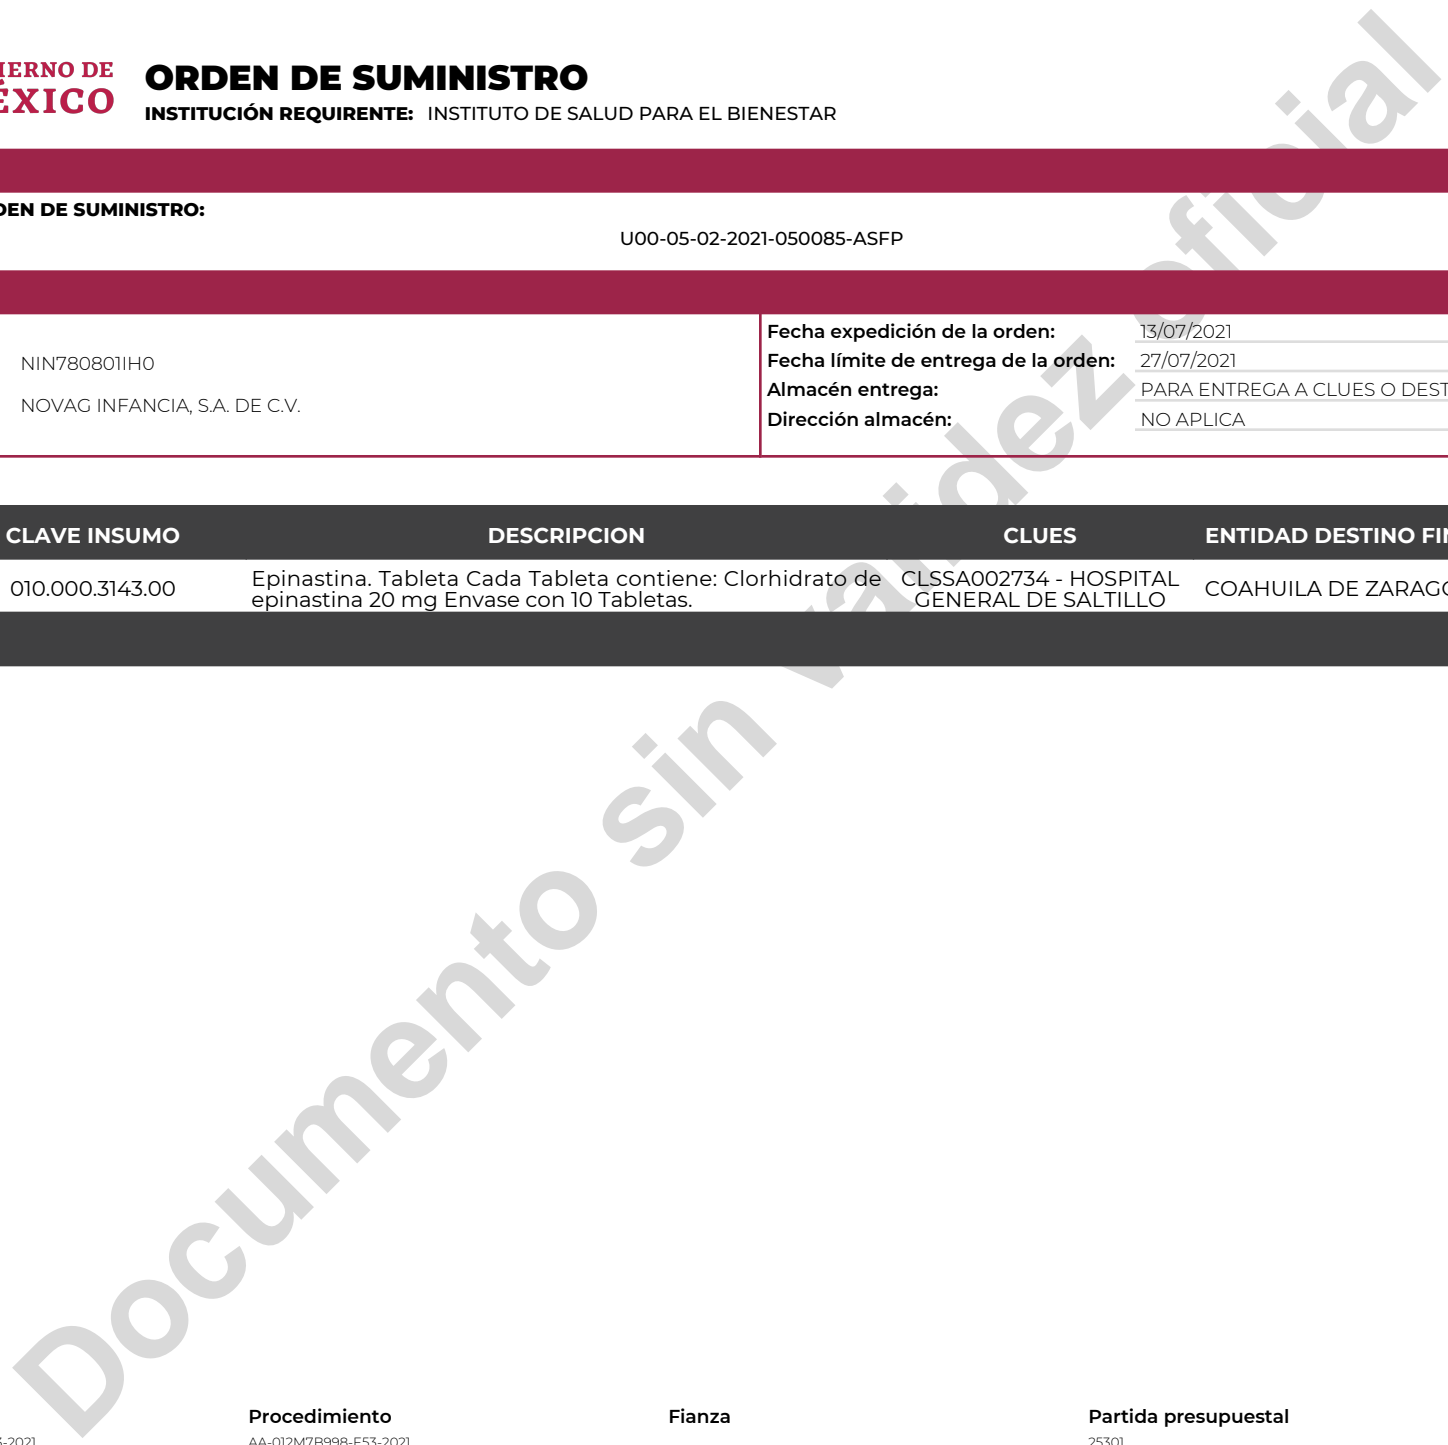 IERNO DE
ÉXICO
ORDEN DE SUMINISTRO
INSTITUCIÓN REQUIRENTE: INSTITUTO DE SALUD PARA EL BIENESTAR
DEN DE SUMINISTRO:
U00-05-02-2021-050085-ASFP
NIN780801IH0
NOVAG INFANCIA, S.A. DE C.V.
Fecha expedición de la orden: 13/07/2021
Fecha límite de entrega de la orden: 27/07/2021
Almacén entrega: PARA ENTREGA A CLUES O DEST
Dirección almacén: NO APLICA
CLAVE INSUMO DESCRIPCION CLUES ENTIDAD DESTINO FIN
010.000.3143.00
Epinastina. Tableta Cada Tableta contiene: Clorhidrato de
epinastina 20 mg Envase con 10 Tabletas.
CLSSA002734 - HOSPITAL
GENERAL DE SALTILLO
COAHUILA DE ZARAGO
Documento sin validez oficial
Procedimiento Fianza Partida presupuestal
-2021 AA-012M7B998-E53-2021 25301